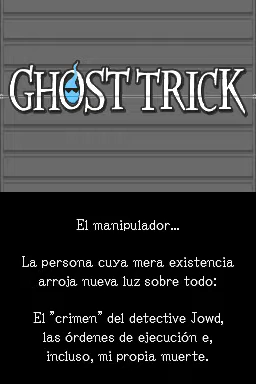 GHOST TRICK
El manipulador...
La persona cuya mera existencia
arroja nueva luz sobre todo:
El "crimen" del detective Jowd,
las órdenes de ejecución e,
incluso, mi propia muerte.